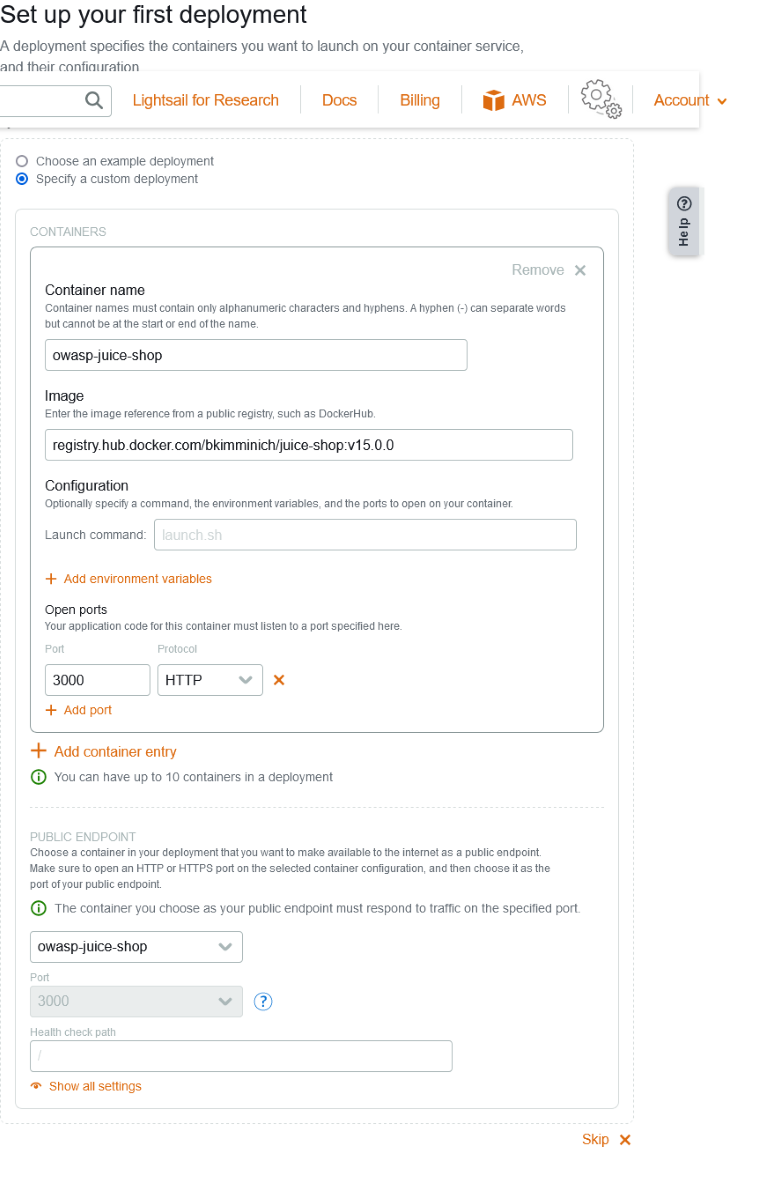 Set up your first deployment
A deployment specifies the containers you want to launch on your container service,
and their configuration
Lightsail for Research
Docs
Billing
AWS
Account
Choose an example deployment
Specify a custom deployment
Help
CONTAINERS
Remove
Container name
Container names must contain only alphanumeric characters and hyphens. A hyphen (-) can separate words
but cannot be at the start or end of the name.
owasp-juice-shop
Image
Enter the image reference from a public registry, such as DockerHub.
registry.hub.docker.com/bkimminich/juice-shop:v15.0.0
Configuration
Optionally specify a command, the environment variables, and the ports to open on your container.
Launch command: launch.sh
+ Add environment variables
Open ports
Your application code for this container must listen to a port specified here.
Port Protocol
3000 HTTP
+ Add port
+ Add container entry
You can have up to 10 containers in a deployment
PUBLIC ENDPOINT
Choose a container in your deployment that you want to make available to the internet as a public endpoint.
Make sure to open an HTTP or HTTPS port on the selected container configuration, and then choose it as the
port of your public endpoint.
The container you choose as your public endpoint must respond to traffic on the specified port.
owasp-juice-shop
Port
3000
Health check path
/
Show all settings
Skip